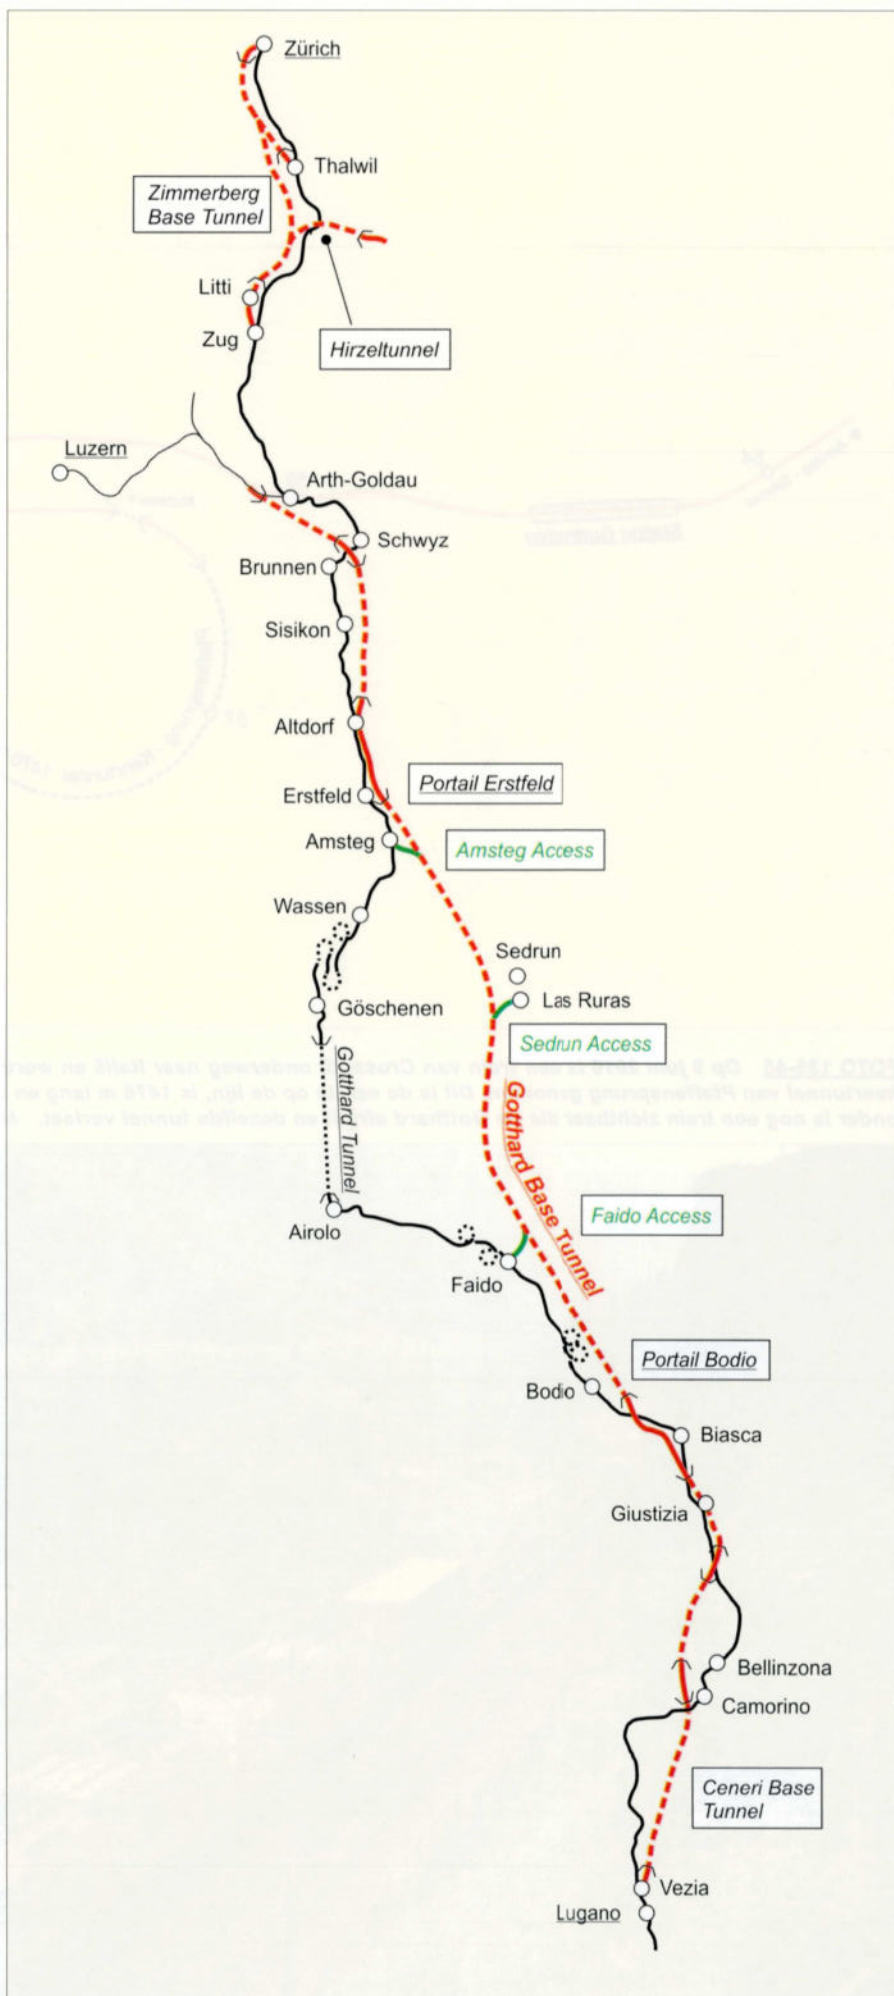 Zürich
Thalwil
Zimmerberg
Base Tunnel
Litti
Zug
Hirzeltunnel
Luzern
Arth-Goldau
Schwyz
Brunnen
Sisikon
Altdorf
Portail Erstfeld
Erstfeld
Amsteg
Amsteg Access
Wassen
Sedrun
Las Ruras
Göschenen
Sedrun Access
Gotthard Tunnel
Gotthard Base Tunnel
Faido Access
Airolo
Faido
Portail Bodio
Bodio
Biasca
Giustizia
Bellinzona
Camorino
Ceneri Base
Tunnel
Vezia
Lugano